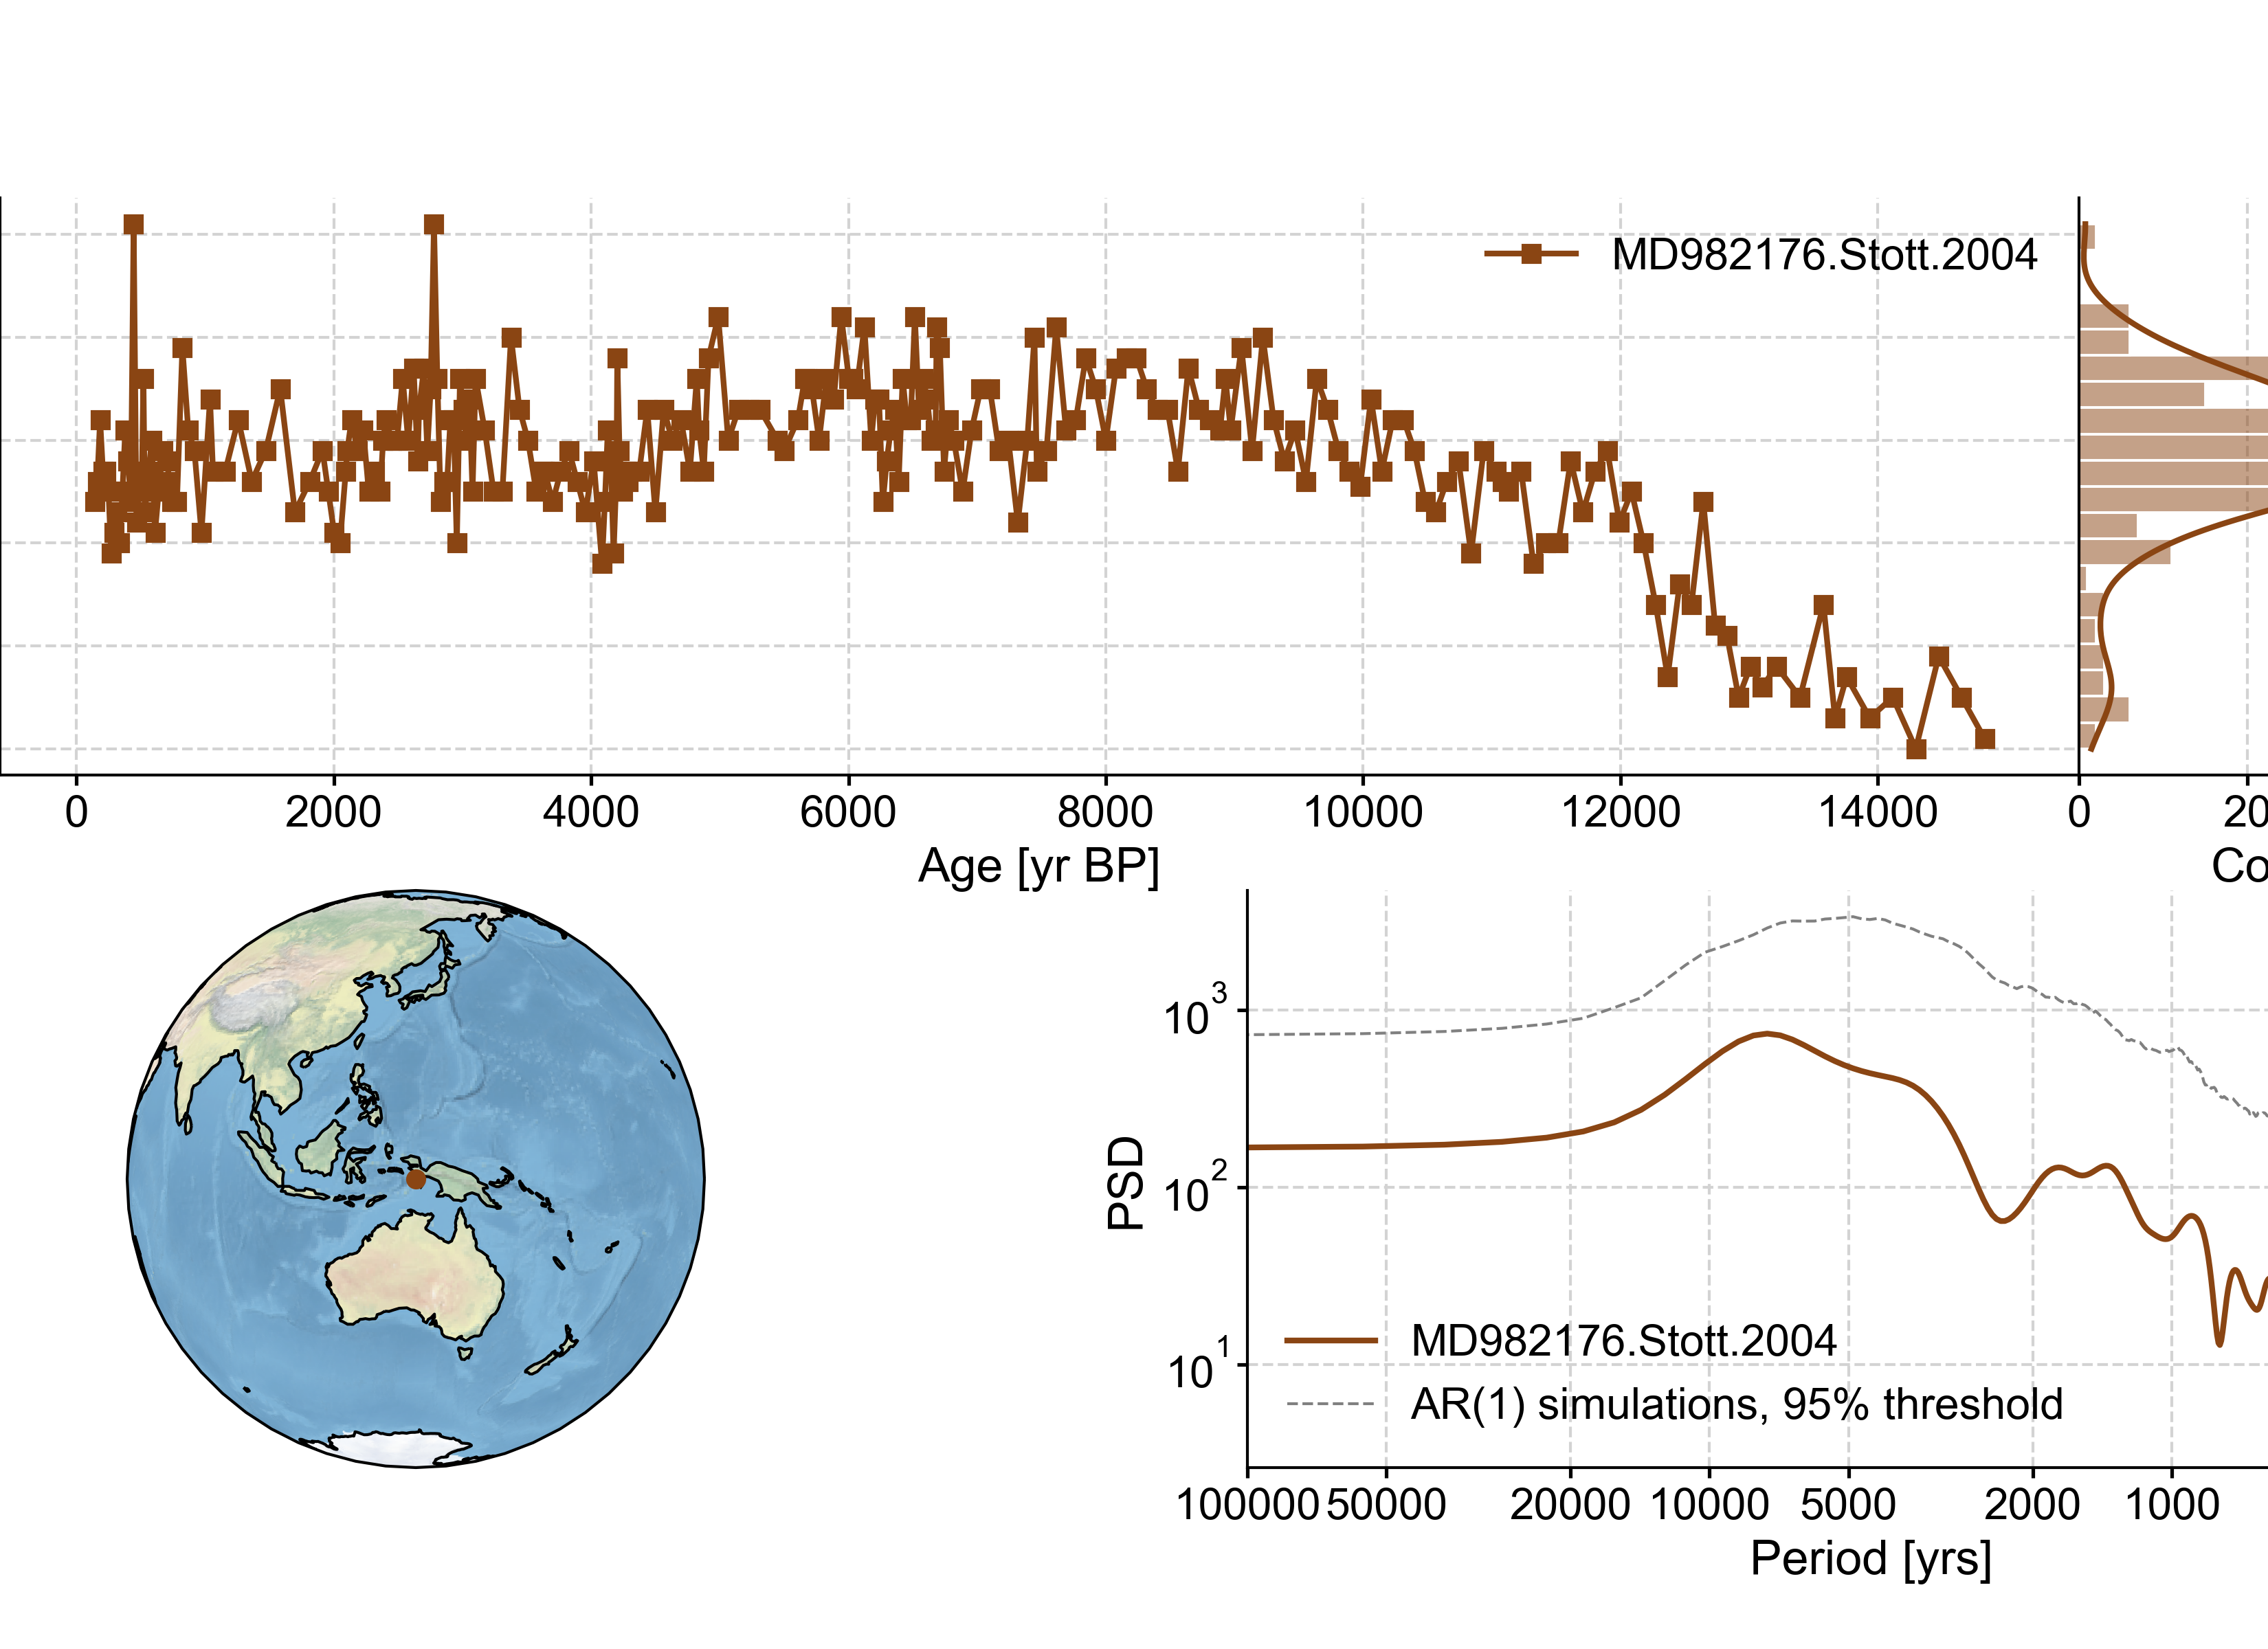 MD982176.Stott.2004
0 2000 4000 6000 8000 10000 12000 14000
Age [yr BP]
0 20
Co
PSD
10^3
10^2
10^1
MD982176.Stott.2004
AR(1) simulations, 95% threshold
100000 50000 20000 10000 5000 2000 1000
Period [yrs]